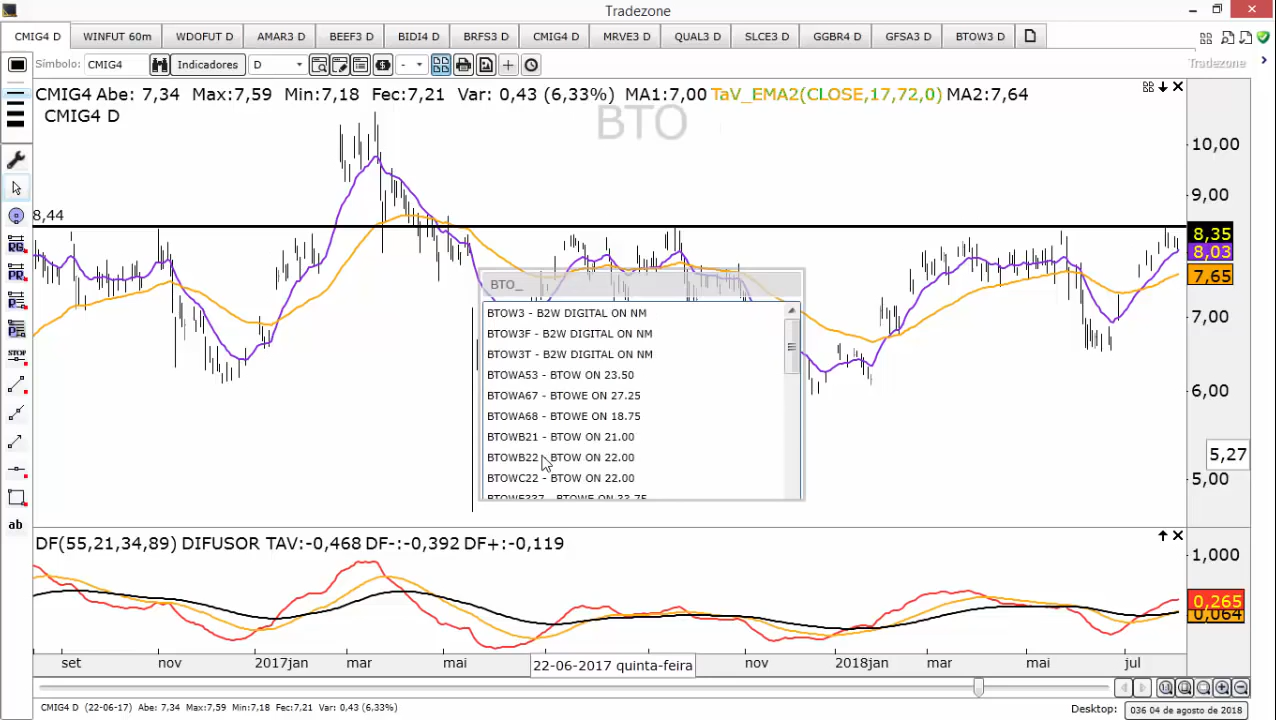 Tradezone
CMIG4 D WINFUT 60m WDOFUT D AMAR3 D BEEF3 D BIDI4 D BRFS3 D CMIG4 D MRVE3 D QUAL3 D SLCE3 D GGBR4 D GFSA3 D BTOW3 D
Símbolo: CMIG4 Indicadores D - Tradezone
CMIG4 Abe: 7,34 Max:7,59 Min:7,18 Fec:7,21 Var: 0,43 (6,33%) MA1:7,00 TaV_EMA2(CLOSE,17,72,0) MA2:7,64
CMIG4 D
BTO
10,00
9,00
8,44
8,35
8,03
7,65
7,00
6,00
5,27
5,00
RG
PR
P
PE
STOP
ab
BTO_
BTOW3 - B2W DIGITAL ON NM
BTOW3F - B2W DIGITAL ON NM
BTOW3T - B2W DIGITAL ON NM
BTOWA53 - BTOW ON 23.50
BTOWA67 - BTOWE ON 27.25
BTOWA68 - BTOWE ON 18.75
BTOWB21 - BTOW ON 21.00
BTOWB22 - BTOW ON 22.00
BTOWC22 - BTOW ON 22.00
DF(55,21,34,89) DIFUSOR TAV:-0,468 DF-:-0,392 DF+:-0,119
1,000
0,265
0,064
set nov 2017jan mar mai 22-06-2017 quinta-feira nov 2018jan mar mai jul
CMIG4 D (22-06-17) Abe: 7,34 Max:7,59 Min:7,18 Fec:7,21 Var: 0,43 (6,33%) Desktop: 036 04 de agosto de 2018